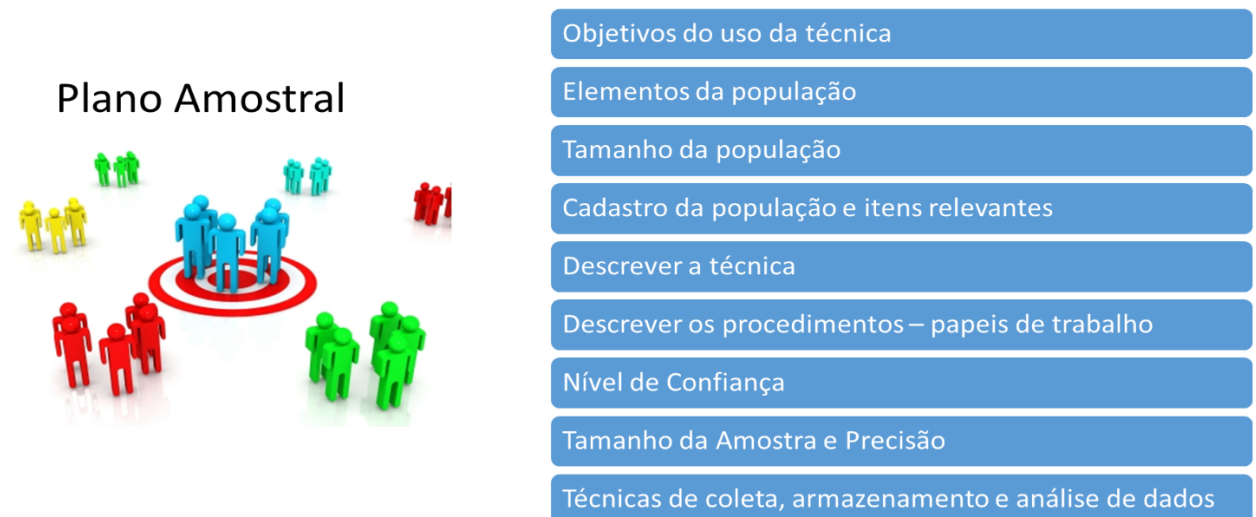 Plano Amostral
Objetivos do uso da técnica
Elementos da população
Tamanho da população
Cadastro da população e itens relevantes
Descrever a técnica
Descrever os procedimentos – papeis de trabalho
Nível de Confiança
Tamanho da Amostra e Precisão
Técnicas de coleta, armazenamento e análise de dados